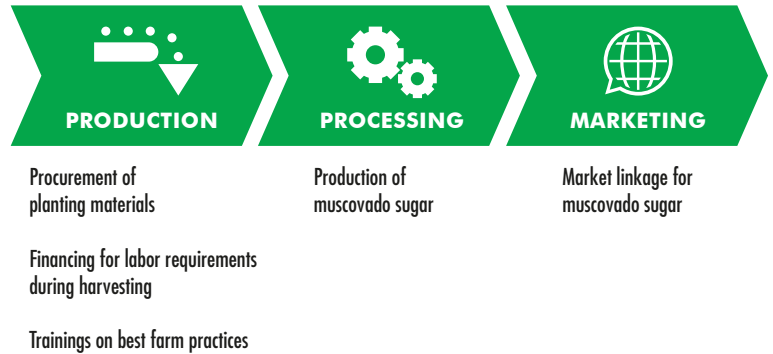 PRODUCTION
Procurement of
planting materials
Financing for labor requirements
during harvesting
Trainings on best farm practices
PROCESSING
Production of
muscovado sugar
MARKETING
Market linkage for
muscovado sugar